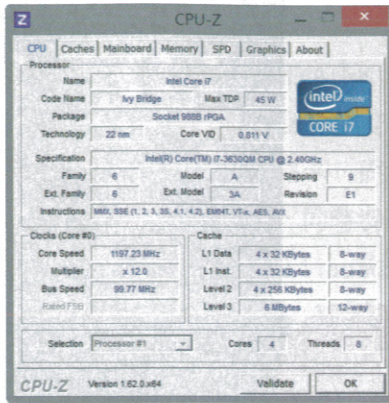 CPU-Z
CPU Caches Mainboard Memory SPD Graphics About
Processor
Name Intel Core i7
Code Name Ivy Bridge Max TDP 45 W
Package Socket 988B rPGA
Technology 22 nm Core VID 0.811 V
intel inside
CORE i7
Specification Intel(R) Core(TM) i7-3630QM CPU @ 2.40GHz
Family 6 Model A Stepping 9
Ext. Family 6 Ext. Model 3A Revision E1
Instructions MMX, SSE (1, 2, 3, 3S, 4.1, 4.2), EM64T, VT-x, AES, AVX
Clocks (Core #0)
Core Speed 1197.23 MHz
Multiplier x 12.0
Bus Speed 99.77 MHz
Rated FSB
Cache
L1 Data 4 x 32 KBytes 8-way
L1 Inst. 4 x 32 KBytes 8-way
Level 2 4 x 256 KBytes 8-way
Level 3 6 MBytes 12-way
Selection Processor #1 Cores 4 Threads 8
CPU-Z Version 1.62.0.x64 Validate OK